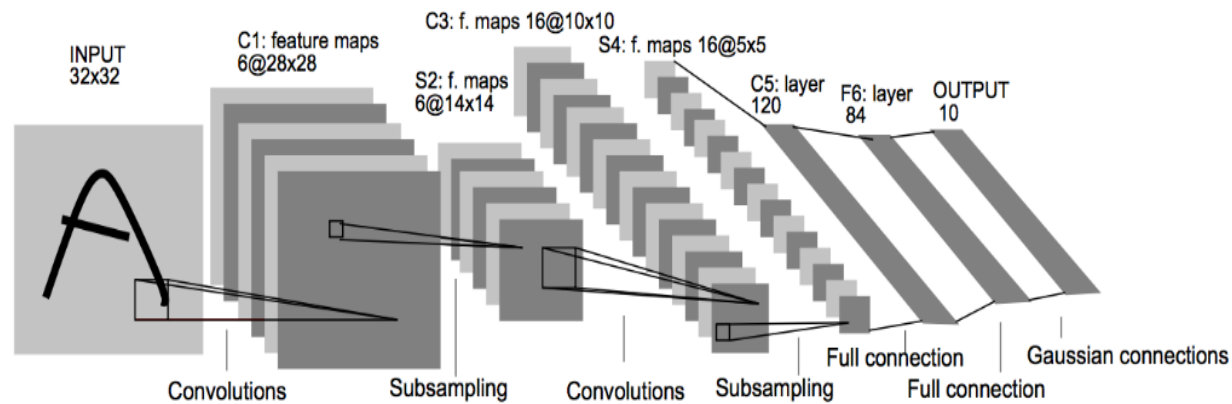 INPUT
32x32
C1: feature maps
6@28x28
S2: f. maps
6@14x14
C3: f. maps 16@10x10
S4: f. maps 16@5x5
C5: layer
120
F6: layer
84
OUTPUT
10
A
Convolutions
Subsampling
Convolutions
Subsampling
Full connection
Full connection
Gaussian connections